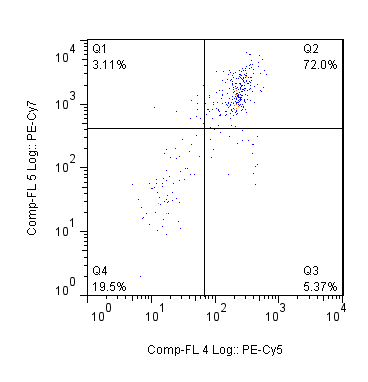 Q1
3.11%
Q2
72.0%
Q4
19.5%
Q3
5.37%
10^4
10^3
10^2
10^1
10^0
10^0
10^1
10^2
10^3
10^4
Comp-FL 5 Log:: PE-Cy7
Comp-FL 4 Log:: PE-Cy5